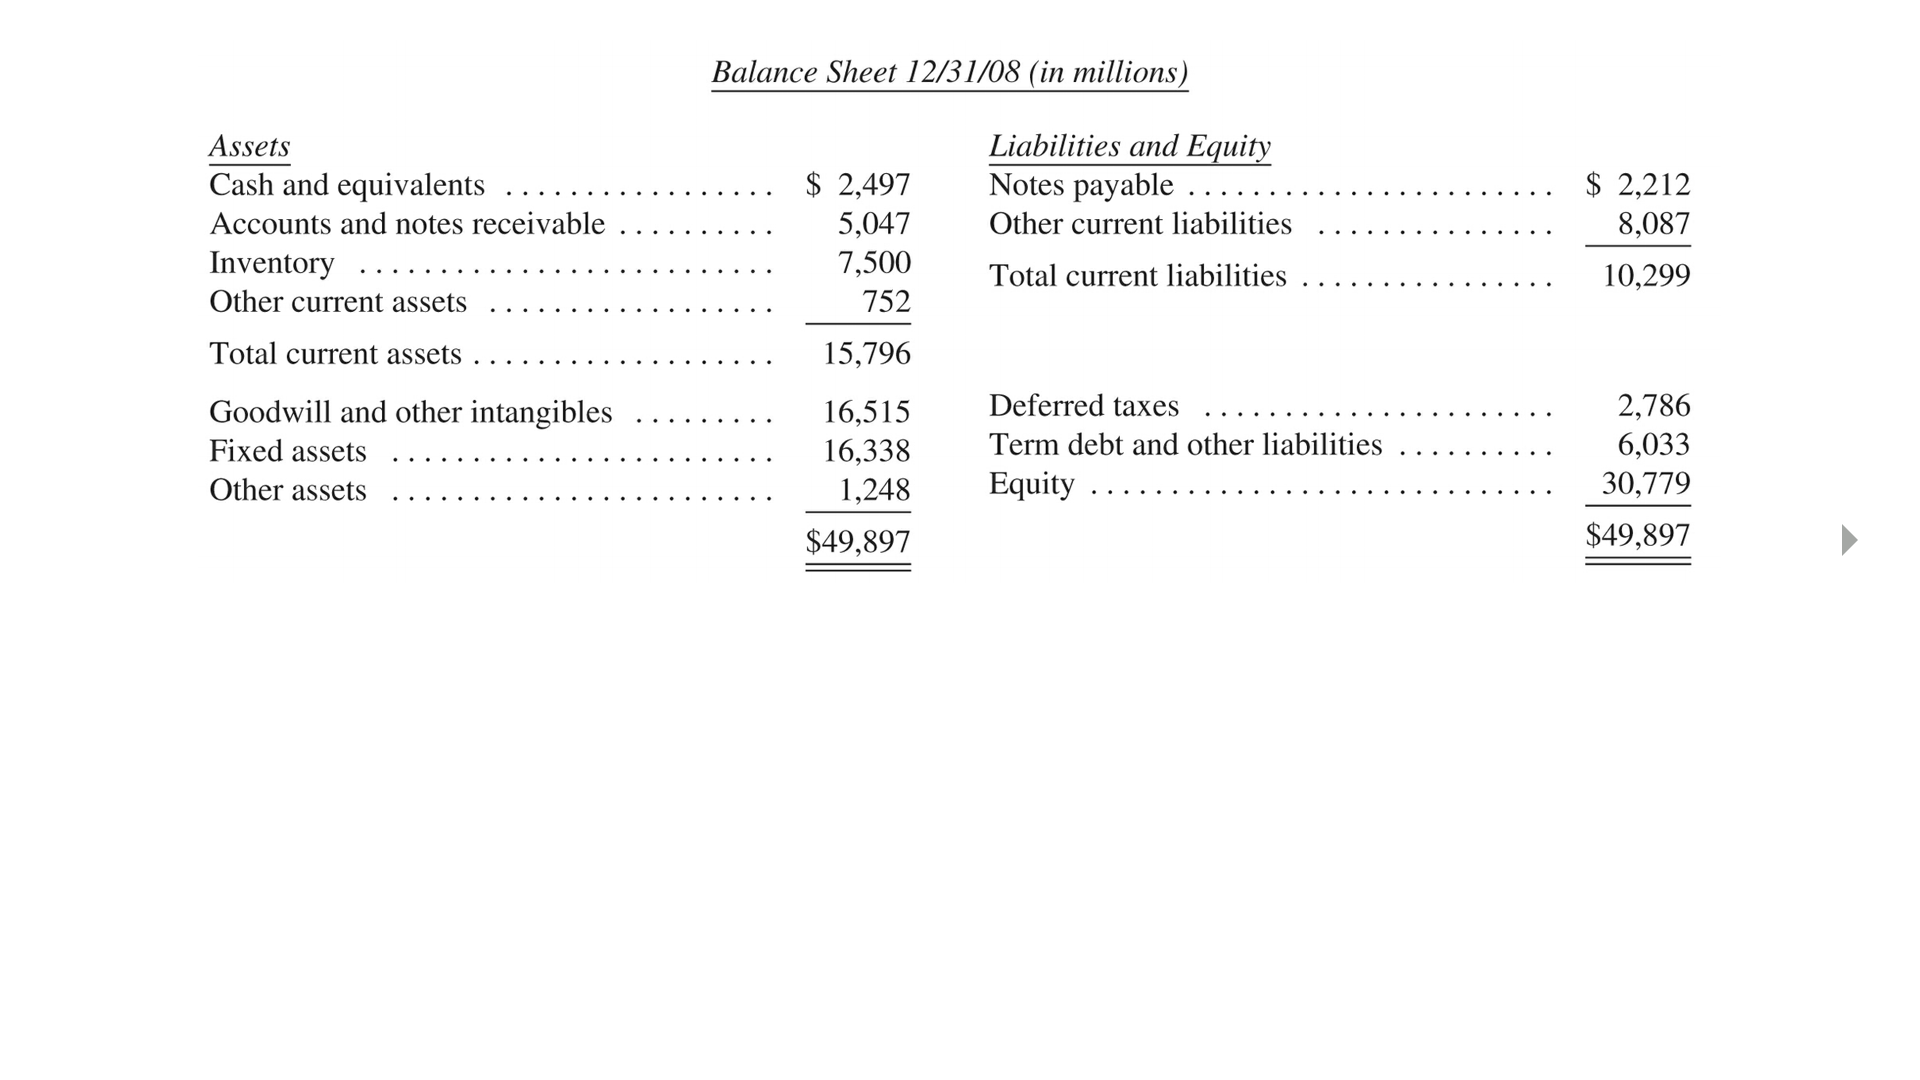 Balance Sheet 12/31/08 (in millions)
Assets
Cash and equivalents ................. $ 2,497
Accounts and notes receivable .......... 5,047
Inventory .......................... 7,500
Other current assets .................. 752
Total current assets ................... 15,796
Goodwill and other intangibles ......... 16,515
Fixed assets ........................ 16,338
Other assets ........................ 1,248
$49,897
Liabilities and Equity
Notes payable ....................... $ 2,212
Other current liabilities ............... 8,087
Total current liabilities ................ 10,299
Deferred taxes ...................... 2,786
Term debt and other liabilities .......... 6,033
Equity ............................. 30,779
$49,897